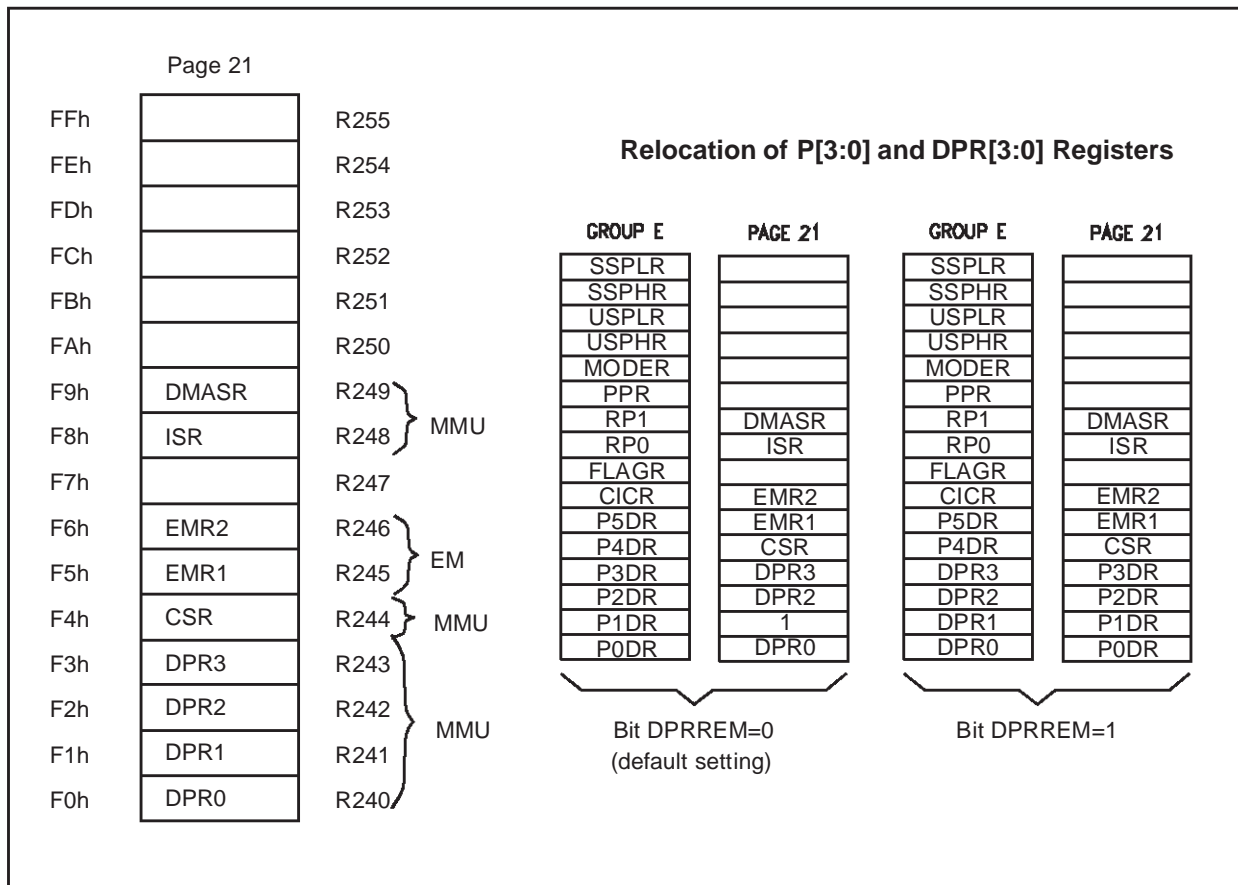 Page 21
FFh R255
FEh R254
FDh R253
FCh R252
FBh R251
FAh R250
F9h DMASR R249
F8h ISR R248
MMU
F7h R247
F6h EMR2 R246
F5h EMR1 R245
EM
F4h CSR R244 MMU
F3h DPR3 R243
F2h DPR2 R242
MMU
F1h DPR1 R241
F0h DPR0 R240
Relocation of P[3:0] and DPR[3:0] Registers
GROUP E PAGE 21 GROUP E PAGE 21
SSPLR SSPLR
SSPHR SSPHR
USPLR USPLR
USPHR USPHR
MODER MODER
PPR PPR
RP1 DMASR RP1 DMASR
RP0 ISR RP0 ISR
FLAGR FLAGR
CICR EMR2 CICR EMR2
P5DR EMR1 P5DR EMR1
P4DR CSR P4DR CSR
P3DR DPR3 DPR3 P3DR
P2DR DPR2 DPR2 P2DR
P1DR 1 DPR1 P1DR
P0DR DPR0 DPR0 P0DR
Bit DPRREM=0 Bit DPRREM=1
(default setting)